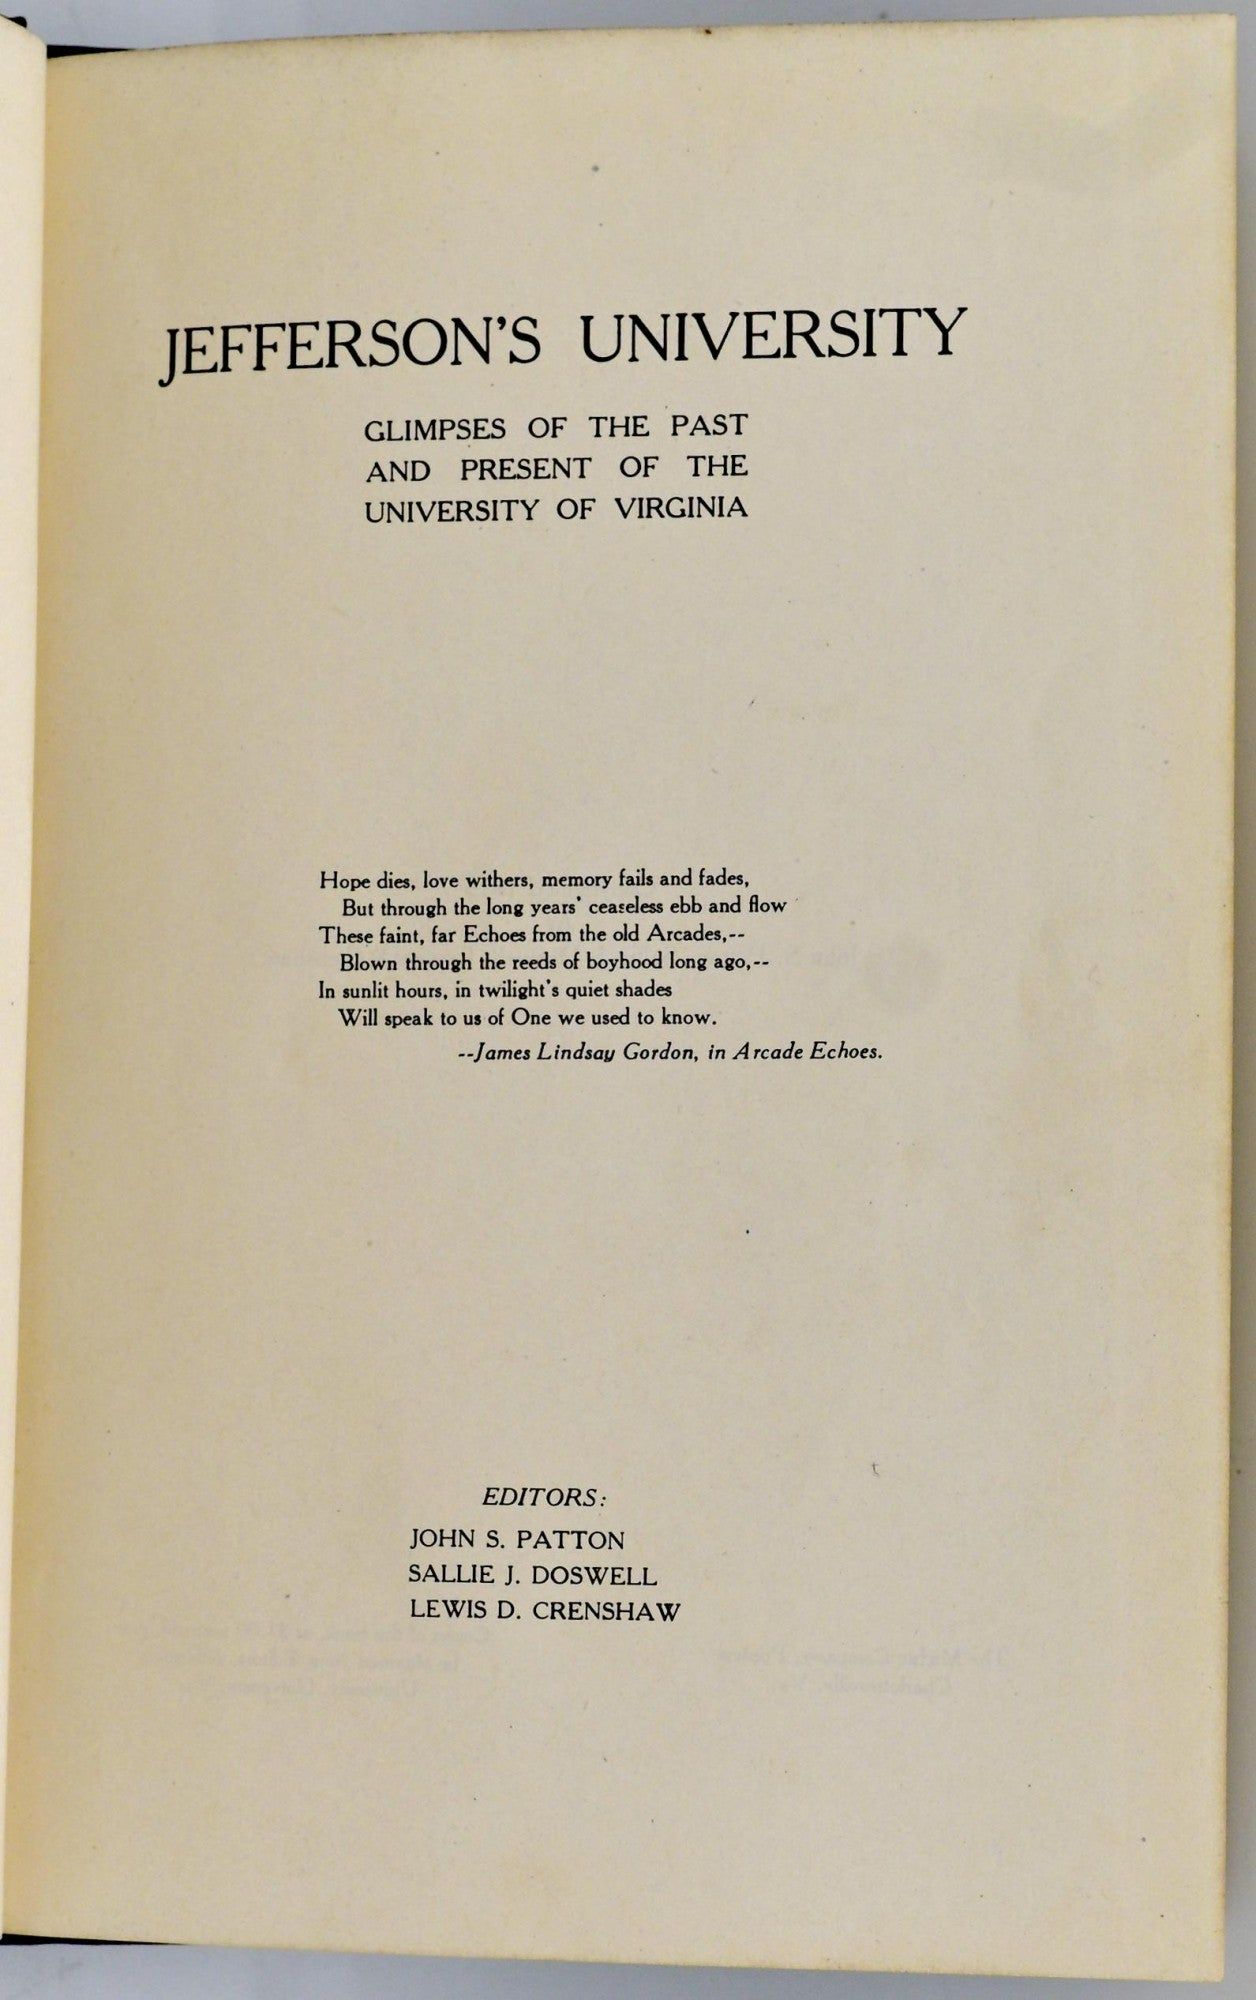 JEFFERSON'S UNIVERSITY
GLIMPSES OF THE PAST
AND PRESENT OF THE
UNIVERSITY OF VIRGINIA
Hope dies, love withers, memory fails and fades,
But through the long years' ceaseless ebb and flow
These faint, far Echoes from the old Arcades,--
Blown through the reeds of boyhood long ago,--
In sunlit hours, in twilight's quiet shades
Will speak to us of One we used to know.
--James Lindsay Gordon, in Arcade Echoes.
EDITORS:
JOHN S. PATTON
SALLIE J. DOSWELL
LEWIS D. CRENSHAW